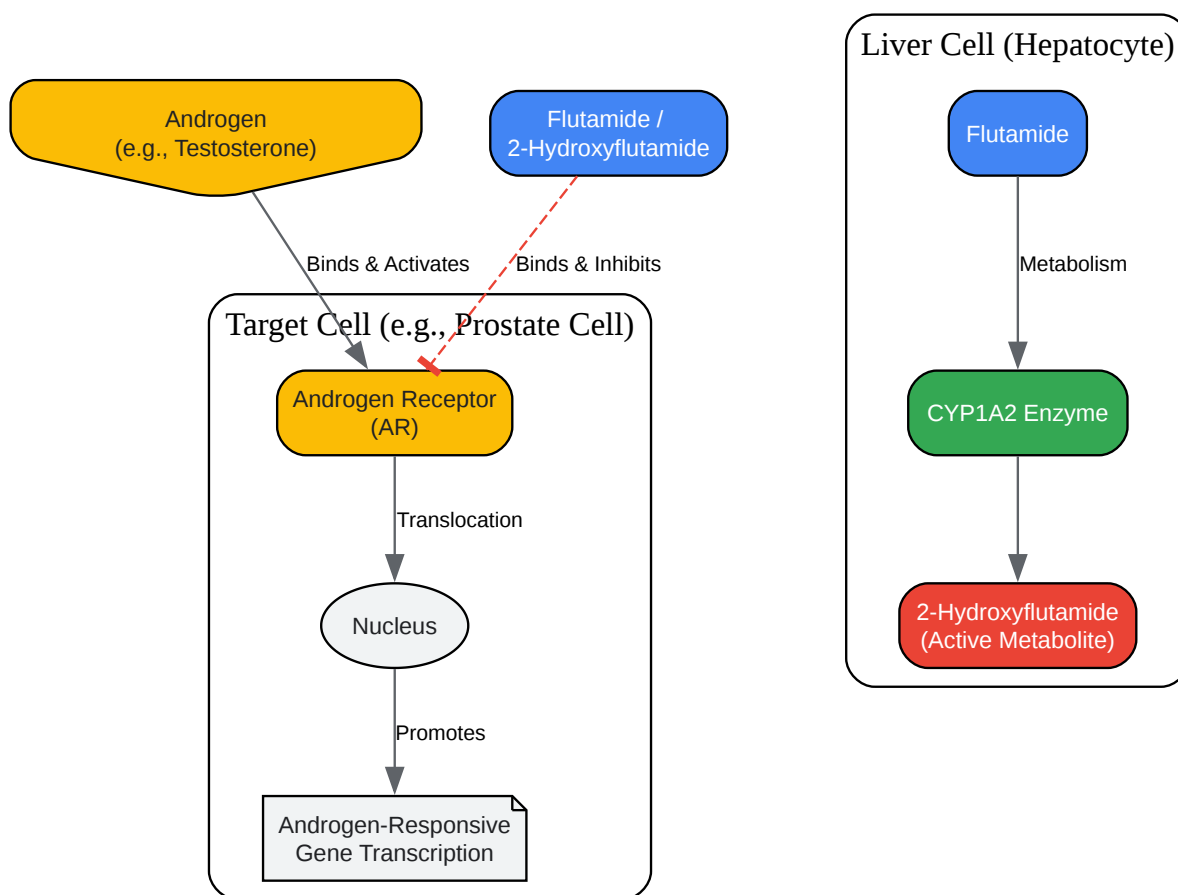 Androgen
(e.g., Testosterone)
Flutamide /
2-Hydroxyflutamide
Binds & Activates
Binds & Inhibits
Target Cell (e.g., Prostate Cell)
Androgen Receptor
(AR)
Translocation
Nucleus
Promotes
Androgen-Responsive
Gene Transcription
Liver Cell (Hepatocyte)
Flutamide
Metabolism
CYP1A2 Enzyme
2-Hydroxyflutamide
(Active Metabolite)